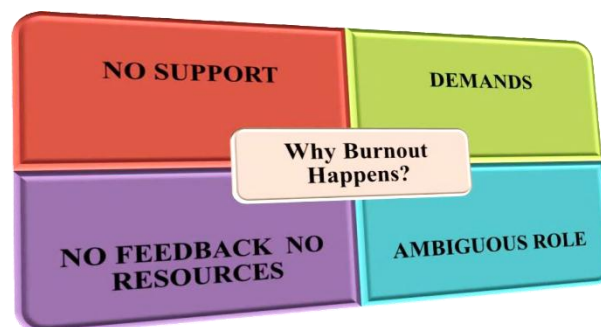 NO SUPPORT
DEMANDS
Why Burnout
Happens?
NO FEEDBACK NO
RESOURCES
AMBIGUOUS ROLE